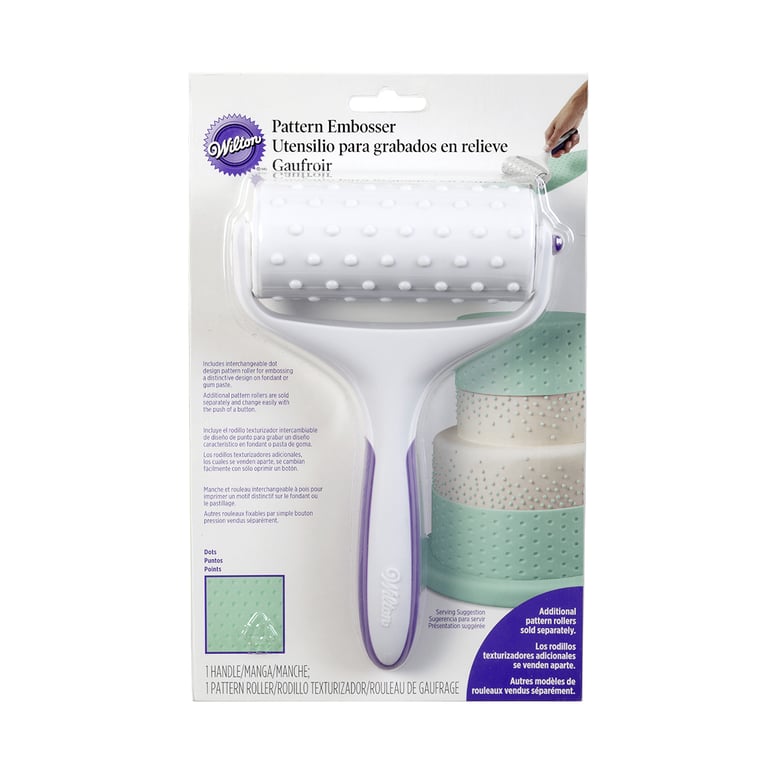 Wilton
Pattern Embosser
Utensilio para grabados en relieve
Gaufroir
Includes interchangeable dot
design pattern roller for embossing
a distinctive design on fondant or
gum paste.
Additional pattern rollers are sold
separately and change easily with
the push of a button.
Incluye el rodillo texturizador intercambiable
de diseño de punto para grabar un diseño
característico en fondant o pasta de goma.
Los rodillos texturizadores adicionales,
los cuales se venden aparte, se cambian
fácilmente con sólo oprimir un botón.
Manche et rouleau interchangeable à pois pour
imprimer un motif distinctif sur le fondant ou
le pastillage.
Autres rouleaux fixables par simple bouton
pression vendus séparément.
Dots
Puntos
Points
Wilton
Serving Suggestion
Sugerencia para servir
Présentation suggérée
Additional
pattern rollers
sold separately.
Los rodillos
texturizadores adicionales
se venden aparte.
Autres modèles de
rouleaux vendus séparément.
1 HANDLE/MANGA/MANCHE;
1 PATTERN ROLLER/RODILLO TEXTURIZADOR/ROULEAU DE GAUFRAGE